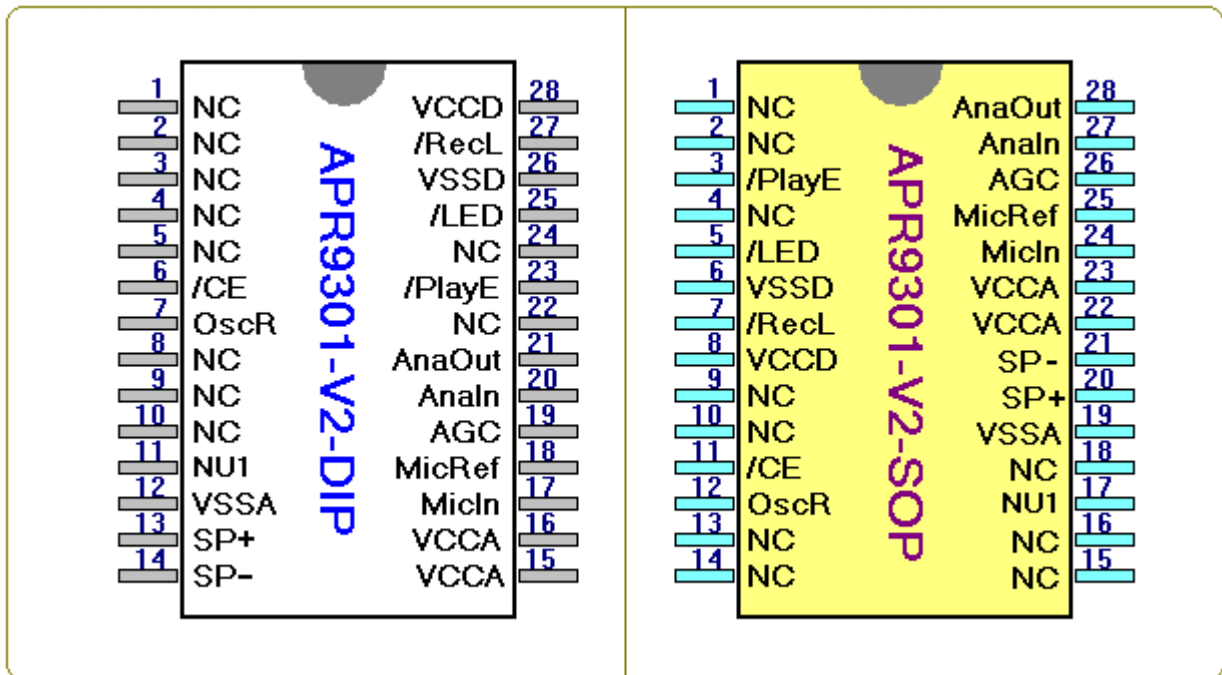 1 NC VCCD 28
2 NC /RecL 27
3 NC VSSD 26
4 NC /LED 25
5 NC NC 24
6 /CE /PlayE 23
7 OscR NC 22
8 NC AnaOut 21
9 NC AnaIn 20
10 NC AGC 19
11 NU1 MicRef 18
12 VSSA MicIn 17
13 SP+ VCCA 16
14 SP- VCCA 15
APR9301-V2-DIP
1 NC AnaOut 28
2 NC AnaIn 27
3 /PlayE AGC 26
4 NC MicRef 25
5 /LED MicIn 24
6 VSSD VCCA 23
7 /RecL VCCA 22
8 VCCD SP- 21
9 NC SP+ 20
10 NC VSSA 19
11 /CE NC 18
12 OscR NU1 17
13 NC NC 16
14 NC NC 15
APR9301-V2-SOP